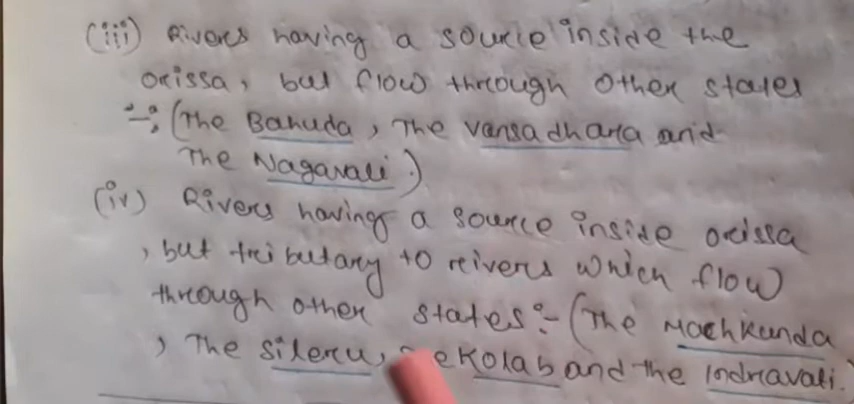 (iii) Rivers having a source inside the
orissa, but flow through other states
:-; (The Bahuda, The Vansadhara and
The Nagavali.)
(iv) Rivers having a source inside orissa
, but tributary to rivers which flow
through other states:- (The Machkunda
, The Sileru, e Kolab and the Indravati.